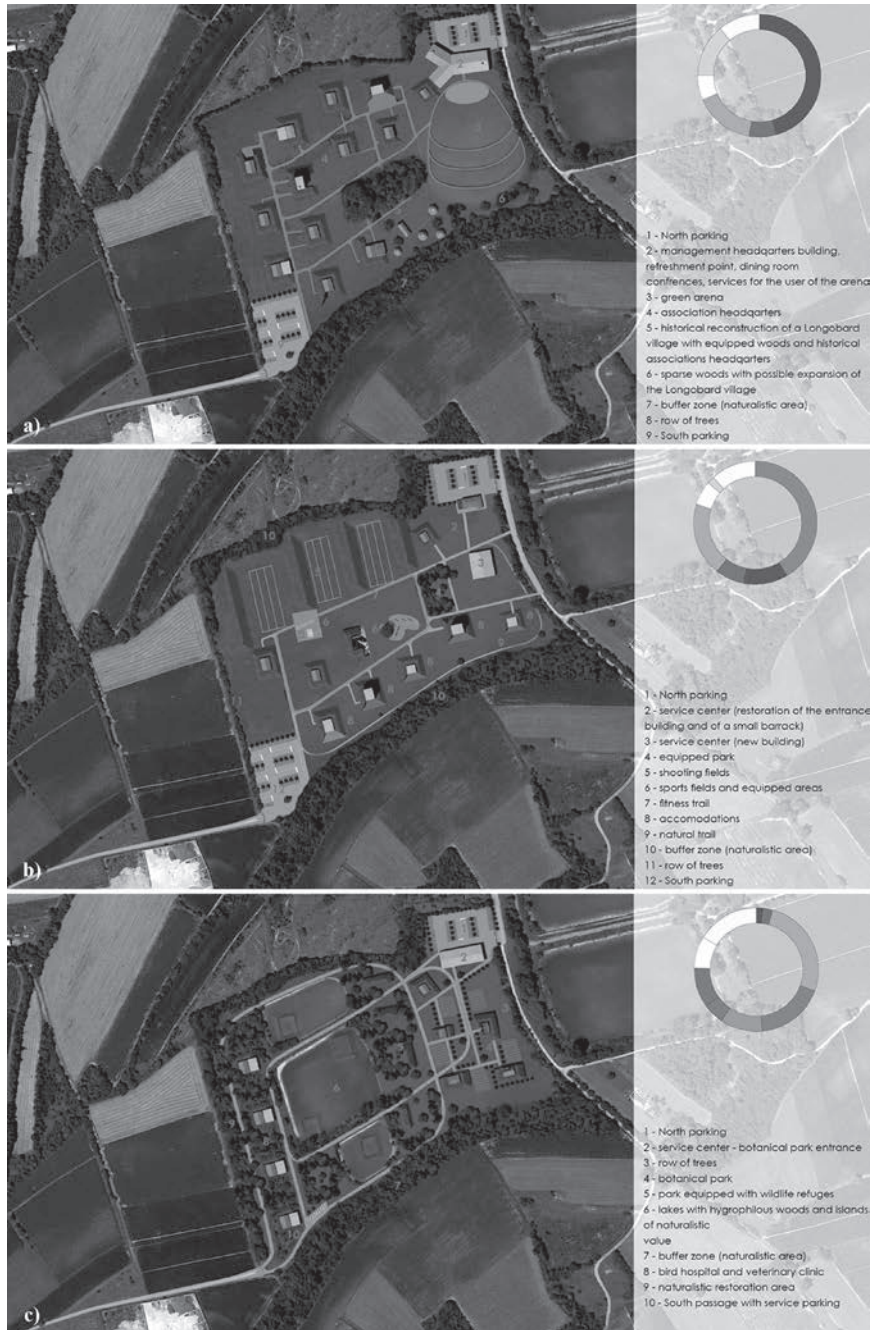 1 - North parking
2 - management headqarters building,
refreshment point, dining room
confrences, services for the user of the arena
3 - green arena
4 - association headqarters
5 - historical reconstruction of a Longobard
village with equipped woods and historical
associations headqarters
6 - sparse woods with possible expansion of
the Longobard village
7 - buffer zone (naturalistic area)
8 - row of trees
9 - South parking
a)
10
3
10
1 - North parking
2 - service center (restoration of the entrance
building and of a small barrack)
3 - service center (new building)
4 - equipped park
5 - shooting fields
6 - sports fields and equipped areas
7 - fitness trail
8 - accomodations
9 - natural trail
10 - buffer zone (naturalistic area)
11 - row of trees
12 - South parking
b)
2
1 - North parking
2 - service center - botanical park entrance
3 - row of trees
4 - botanical park
5 - park equipped with wildlife refuges
6 - lakes with hygrophilous woods and islands
of naturalistic
value
7 - buffer zone (naturalistic area)
8 - bird hospital and veterinary clinic
9 - naturalistic restoration area
10 - South passage with service parking
c)